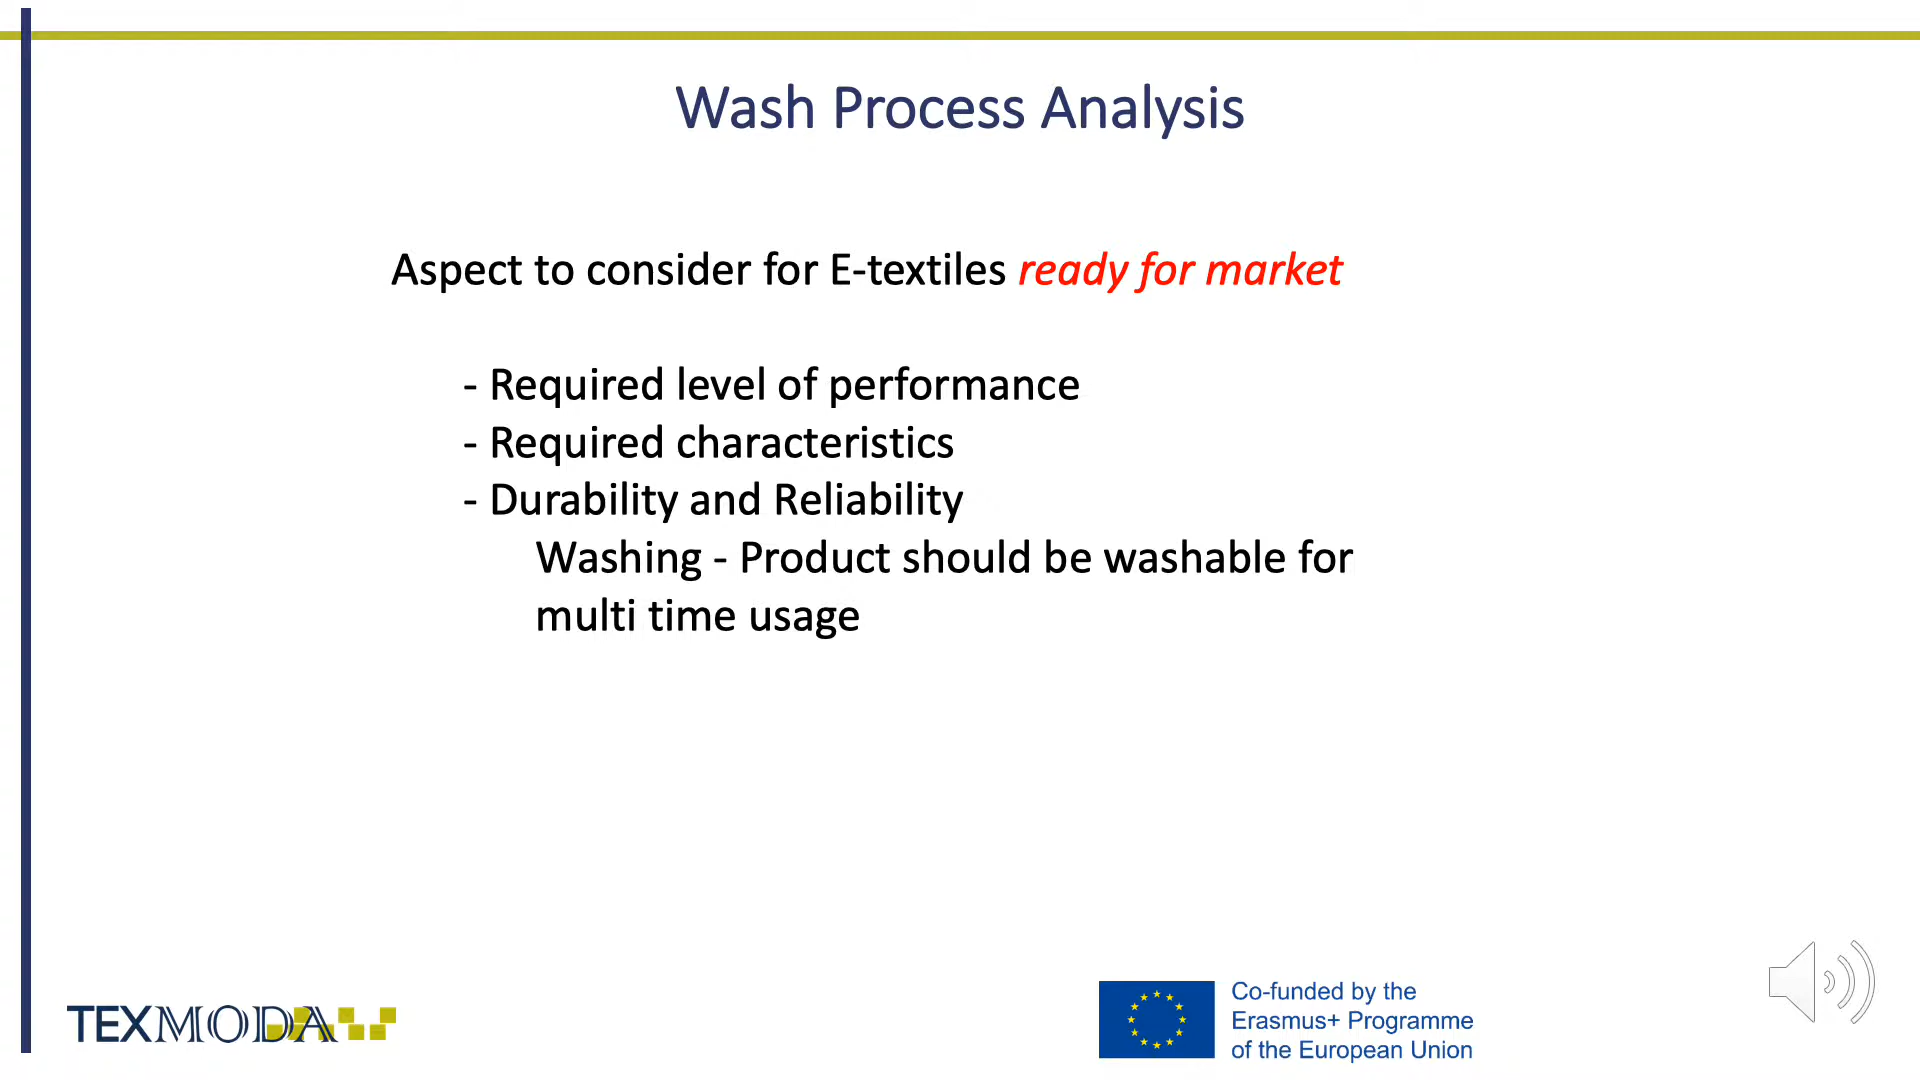 Wash Process Analysis
Aspect to consider for E-textiles ready for market
- Required level of performance
- Required characteristics
- Durability and Reliability
Washing - Product should be washable for
multi time usage
TEXMODA
Co-funded by the
Erasmus+ Programme
of the European Union